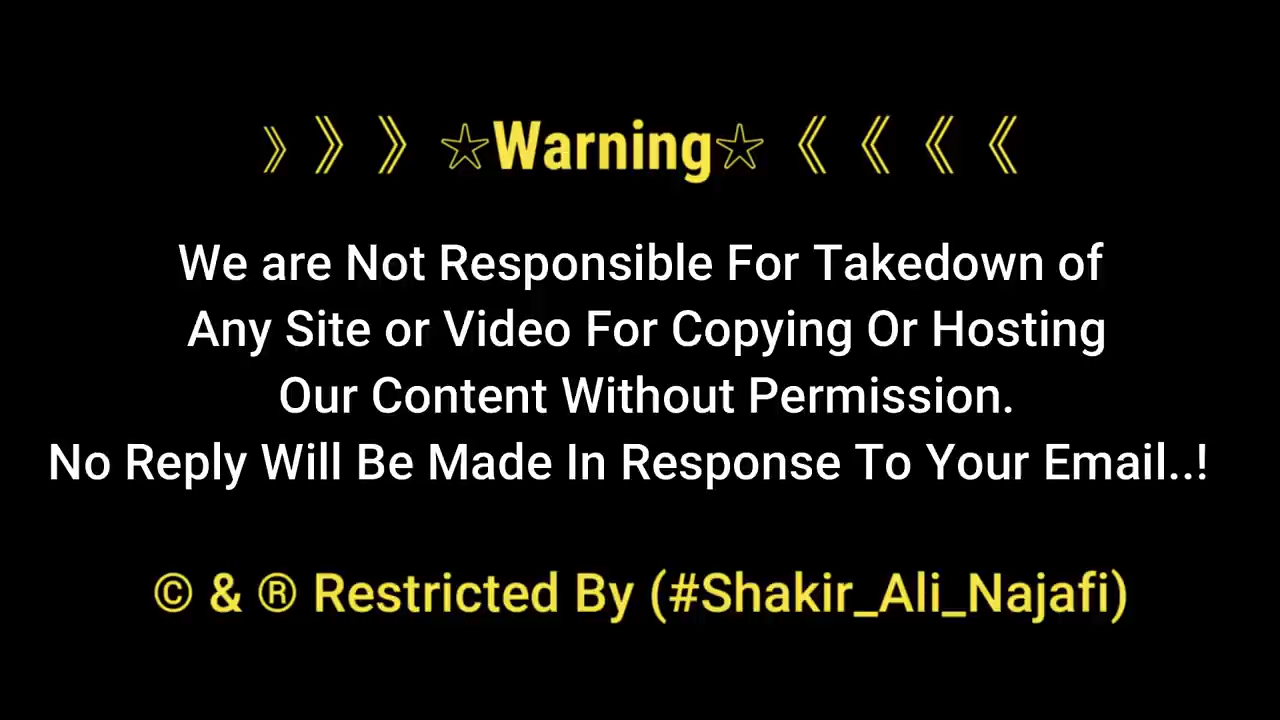 》》》☆Warning☆《《《《
We are Not Responsible For Takedown of
Any Site or Video For Copying Or Hosting
Our Content Without Permission.
No Reply Will Be Made In Response To Your Email..!
© & ® Restricted By (#Shakir_Ali_Najafi)